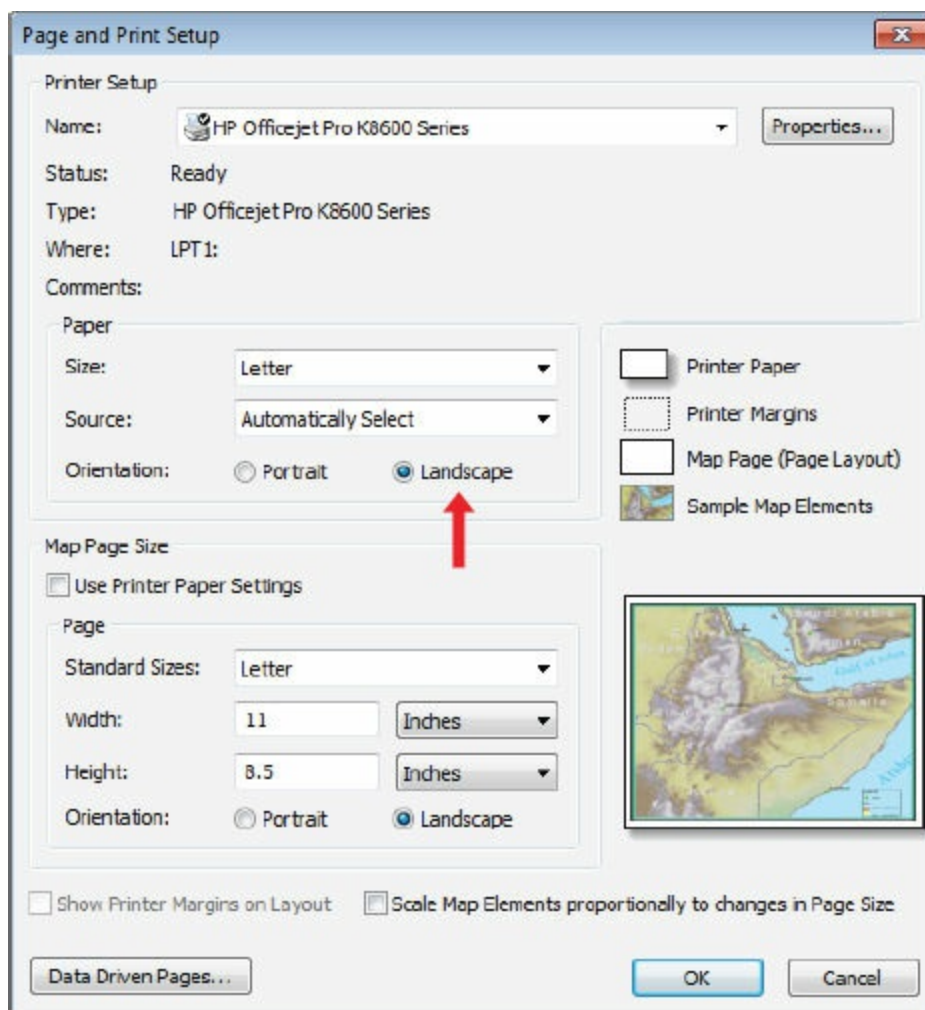 Page and Print Setup
Printer Setup
Name: HP Officejet Pro K8600 Series Properties...
Status: Ready
Type: HP Officejet Pro K8600 Series
Where: LPT1:
Comments:
Paper
Size: Letter
Source: Automatically Select
Orientation: Portrait Landscape
Printer Paper
Printer Margins
Map Page (Page Layout)
Sample Map Elements
Map Page Size
Use Printer Paper Settings
Page
Standard Sizes: Letter
Width: 11 Inches
Height: 8.5 Inches
Orientation: Portrait Landscape
Gulf of Aden
Somalia
Show Printer Margins on Layout Scale Map Elements proportionally to changes in Page Size
Data Driven Pages... OK Cancel